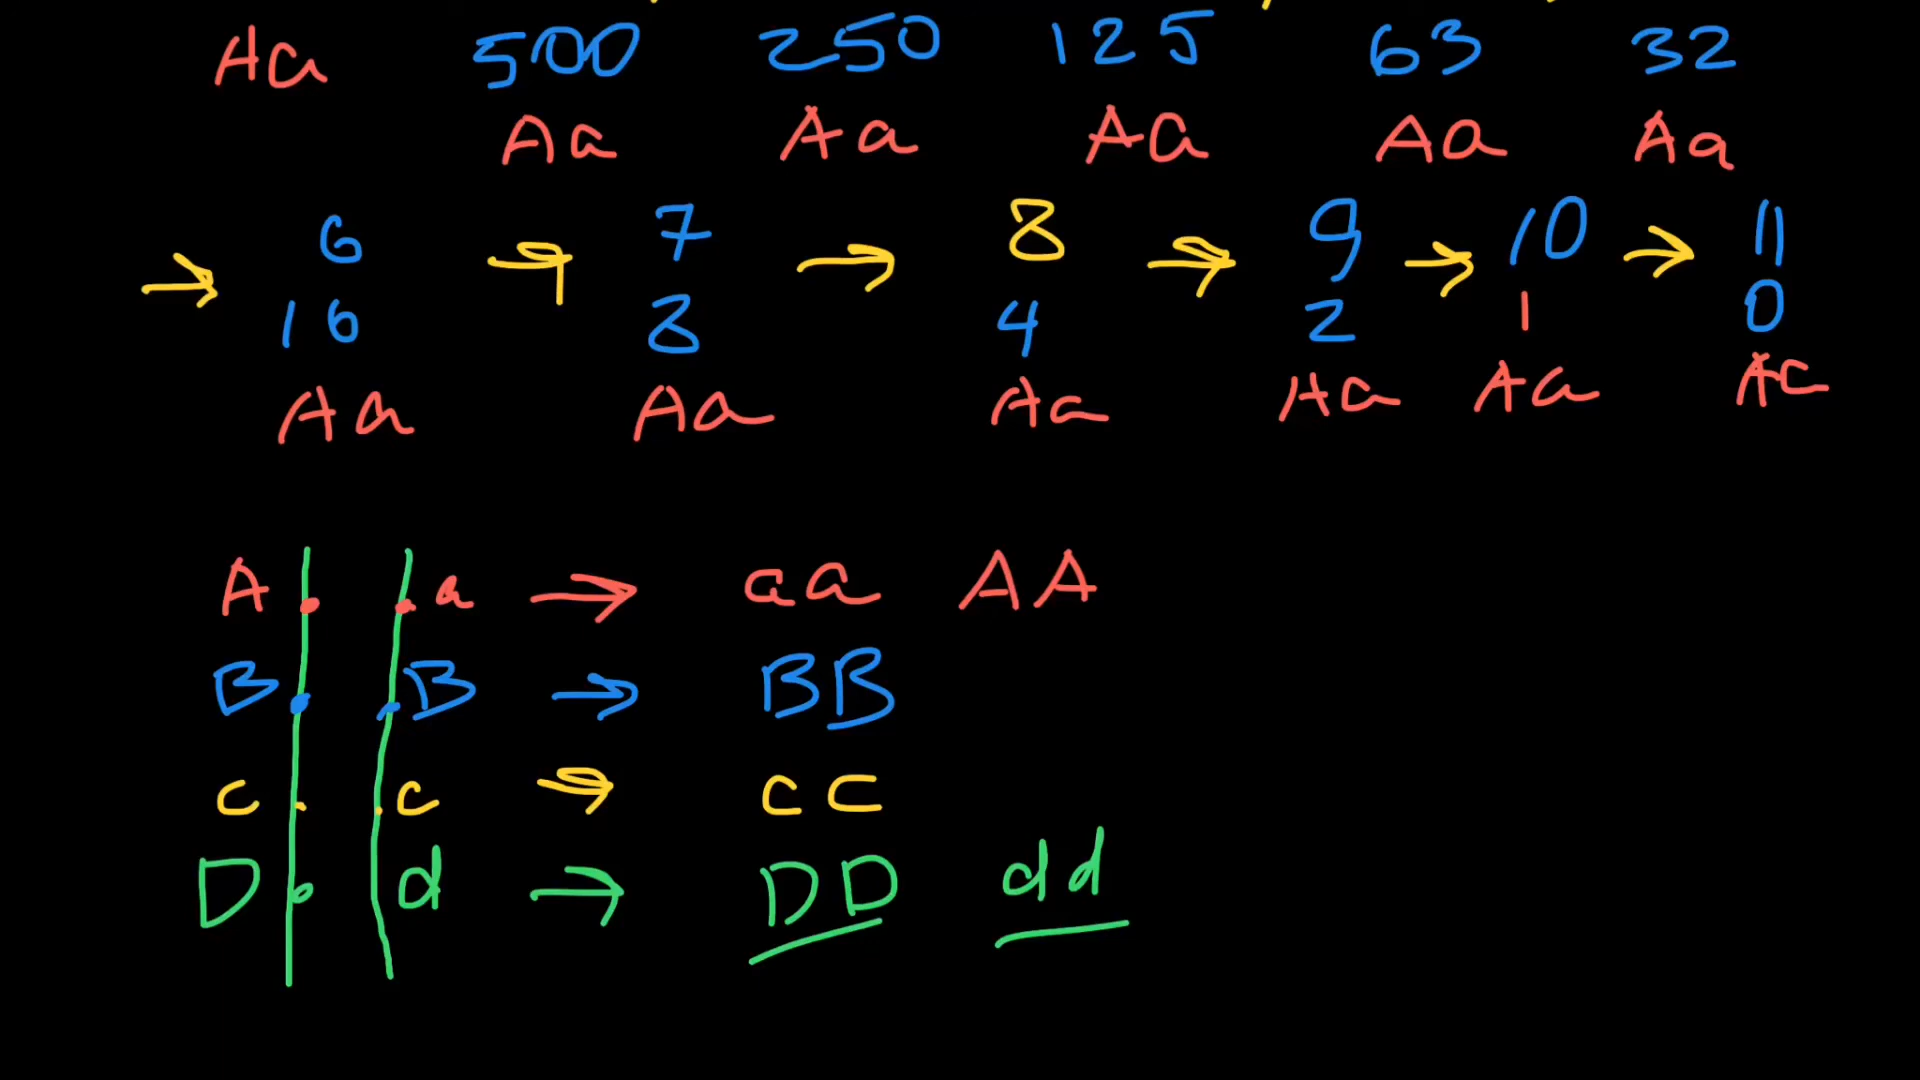 Aa 500 250 125 63 32
Aa Aa Aa Aa Aa
→ 6 → 7 → 8 → 9 → 10 → 11
16 8 4 2 1 0
Aa Aa Aa Aa Aa Aa
A a → aa AA
B B → BB
c c → cc
D d → DD dd